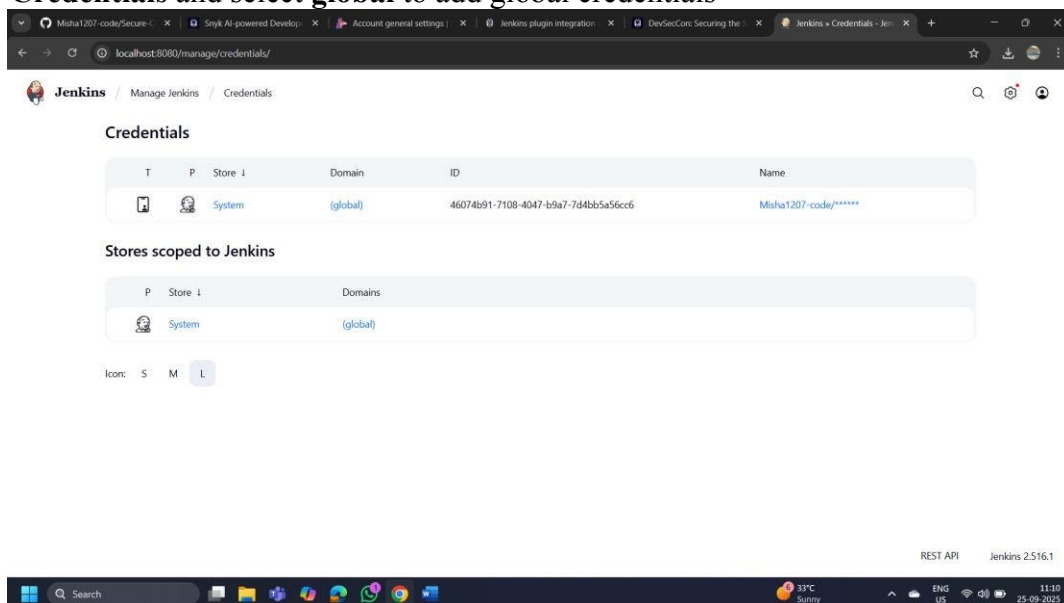 Credentials and select global to add global credentials
Misha1207-code/Secure-C
Snyk AI-powered Develop
Account general settings |
Jenkins plugin integration
DevSecCon: Securing the
Jenkins » Credentials - Jen
localhost:8080/manage/credentials/
Jenkins / Manage Jenkins / Credentials
Credentials
T P Store ↓ Domain ID Name
System (global) 46074b91-7108-4047-b9a7-7d4bb5a56cc6 Misha1207-code/******
Stores scoped to Jenkins
P Store ↓ Domains
System (global)
Icon: S M L
REST API Jenkins 2.516.1
Search
33°C
Sunny
ENG
US
11:10
25-09-2025